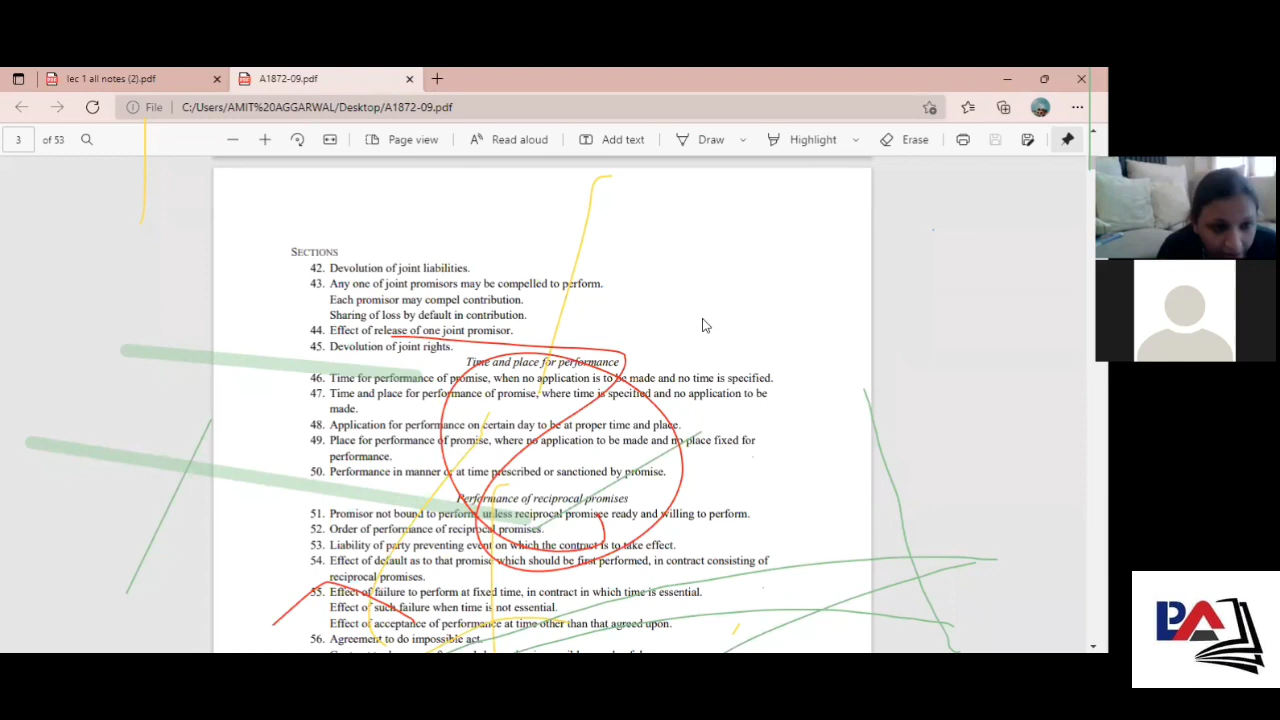 lec 1 all notes (2).pdf
A1872-09.pdf
File
C:/Users/AMIT%20AGGARWAL/Desktop/A1872-09.pdf
3 of 53
Page view
Read aloud
Add text
Draw
Highlight
Erase
SECTIONS
42. Devolution of joint liabilities.
43. Any one of joint promisors may be compelled to perform.
Each promisor may compel contribution.
Sharing of loss by default in contribution.
44. Effect of release of one joint promisor.
45. Devolution of joint rights.
Time and place for performance
46. Time for performance of promise, when no application is to be made and no time is specified.
47. Time and place for performance of promise, where time is specified and no application to be
made.
48. Application for performance on certain day to be at proper time and place.
49. Place for performance of promise, where no application to be made and no place fixed for
performance.
50. Performance in manner or at time prescribed or sanctioned by promise.
Performance of reciprocal promises
51. Promisor not bound to perform, unless reciprocal promisee ready and willing to perform.
52. Order of performance of reciprocal promises.
53. Liability of party preventing event on which the contract is to take effect.
54. Effect of default as to that promise which should be first performed, in contract consisting of
reciprocal promises.
55. Effect of failure to perform at fixed time, in contract in which time is essential.
Effect of such failure when time is not essential.
Effect of acceptance of performance at time other than that agreed upon.
56. Agreement to do impossible act.